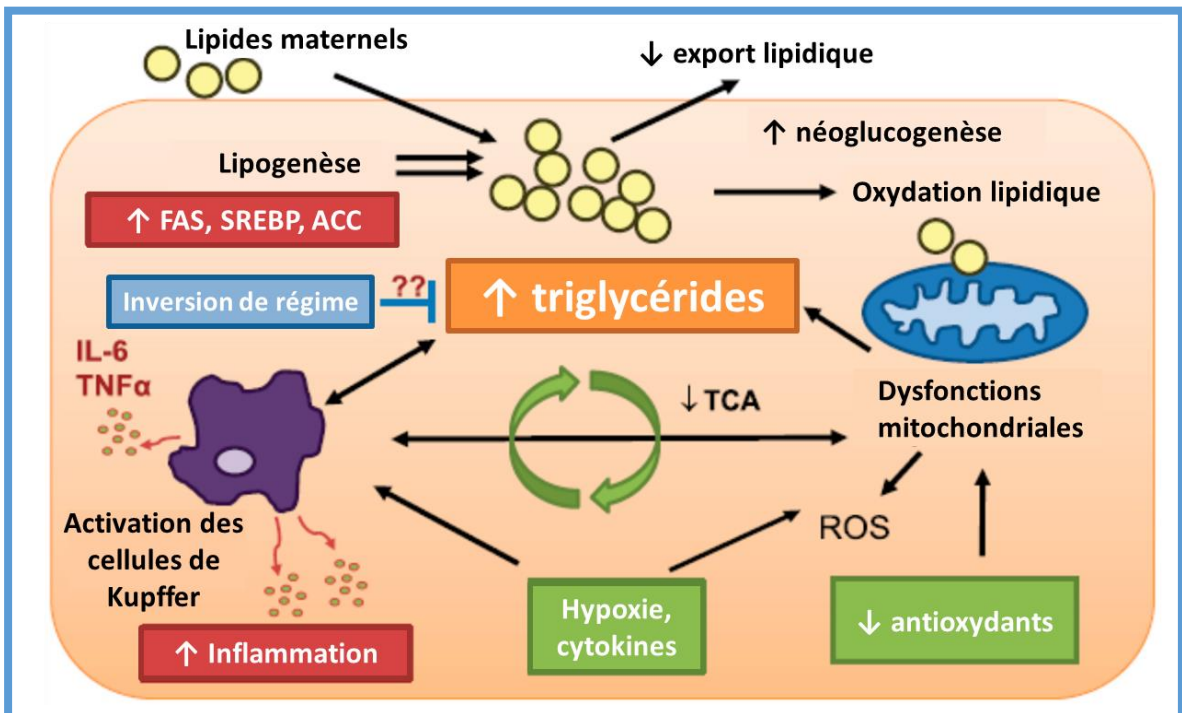 Lipides maternels
↓ export lipidique
↑ néoglucogenèse
Lipogenèse
Oxydation lipidique
↑ FAS, SREBP, ACC
Inversion de régime
??
↑ triglycérides
IL-6
TNFα
↓ TCA
Dysfonctions
mitochondriales
ROS
Activation des
cellules de
Kupffer
Hypoxie,
cytokines
↓ antioxydants
↑ Inflammation